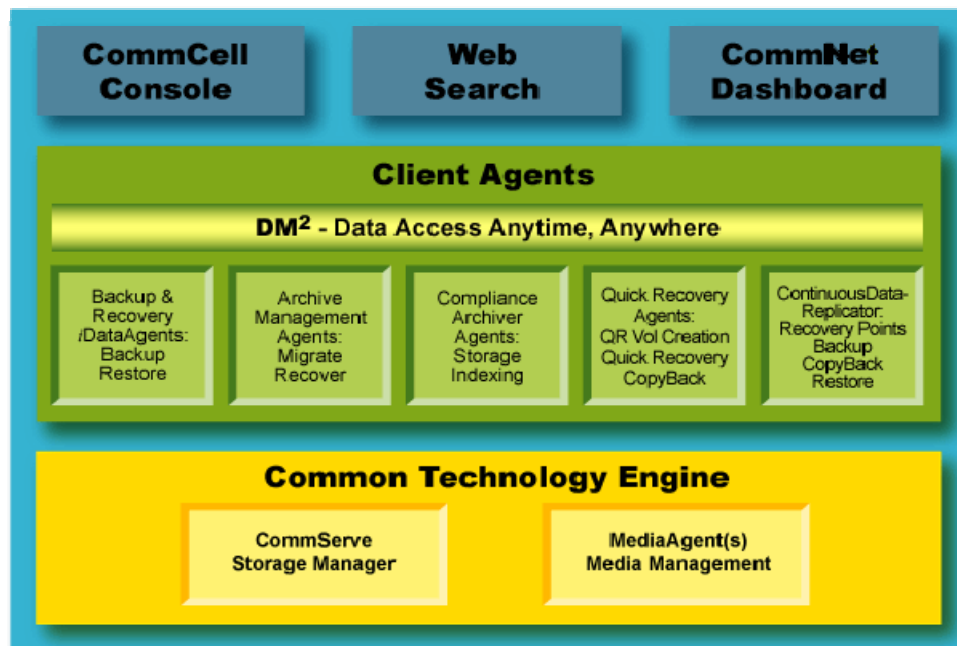 CommCell
Console
Web
Search
CommNet
Dashboard
Client Agents
DM² - Data Access Anytime, Anywhere
Backup &
Recovery
iDataAgents:
Backup
Restore
Archive
Management
Agents:
Migrate
Recover
Compliance
Archiver
Agents:
Storage
Indexing
Quick Recovery
Agents:
QR Vol Creation
Quick Recovery
CopyBack
ContinuousData-
Replicator:
Recovery Points
Backup
CopyBack
Restore
Common Technology Engine
CommServe
Storage Manager
MediaAgent(s)
Media Management